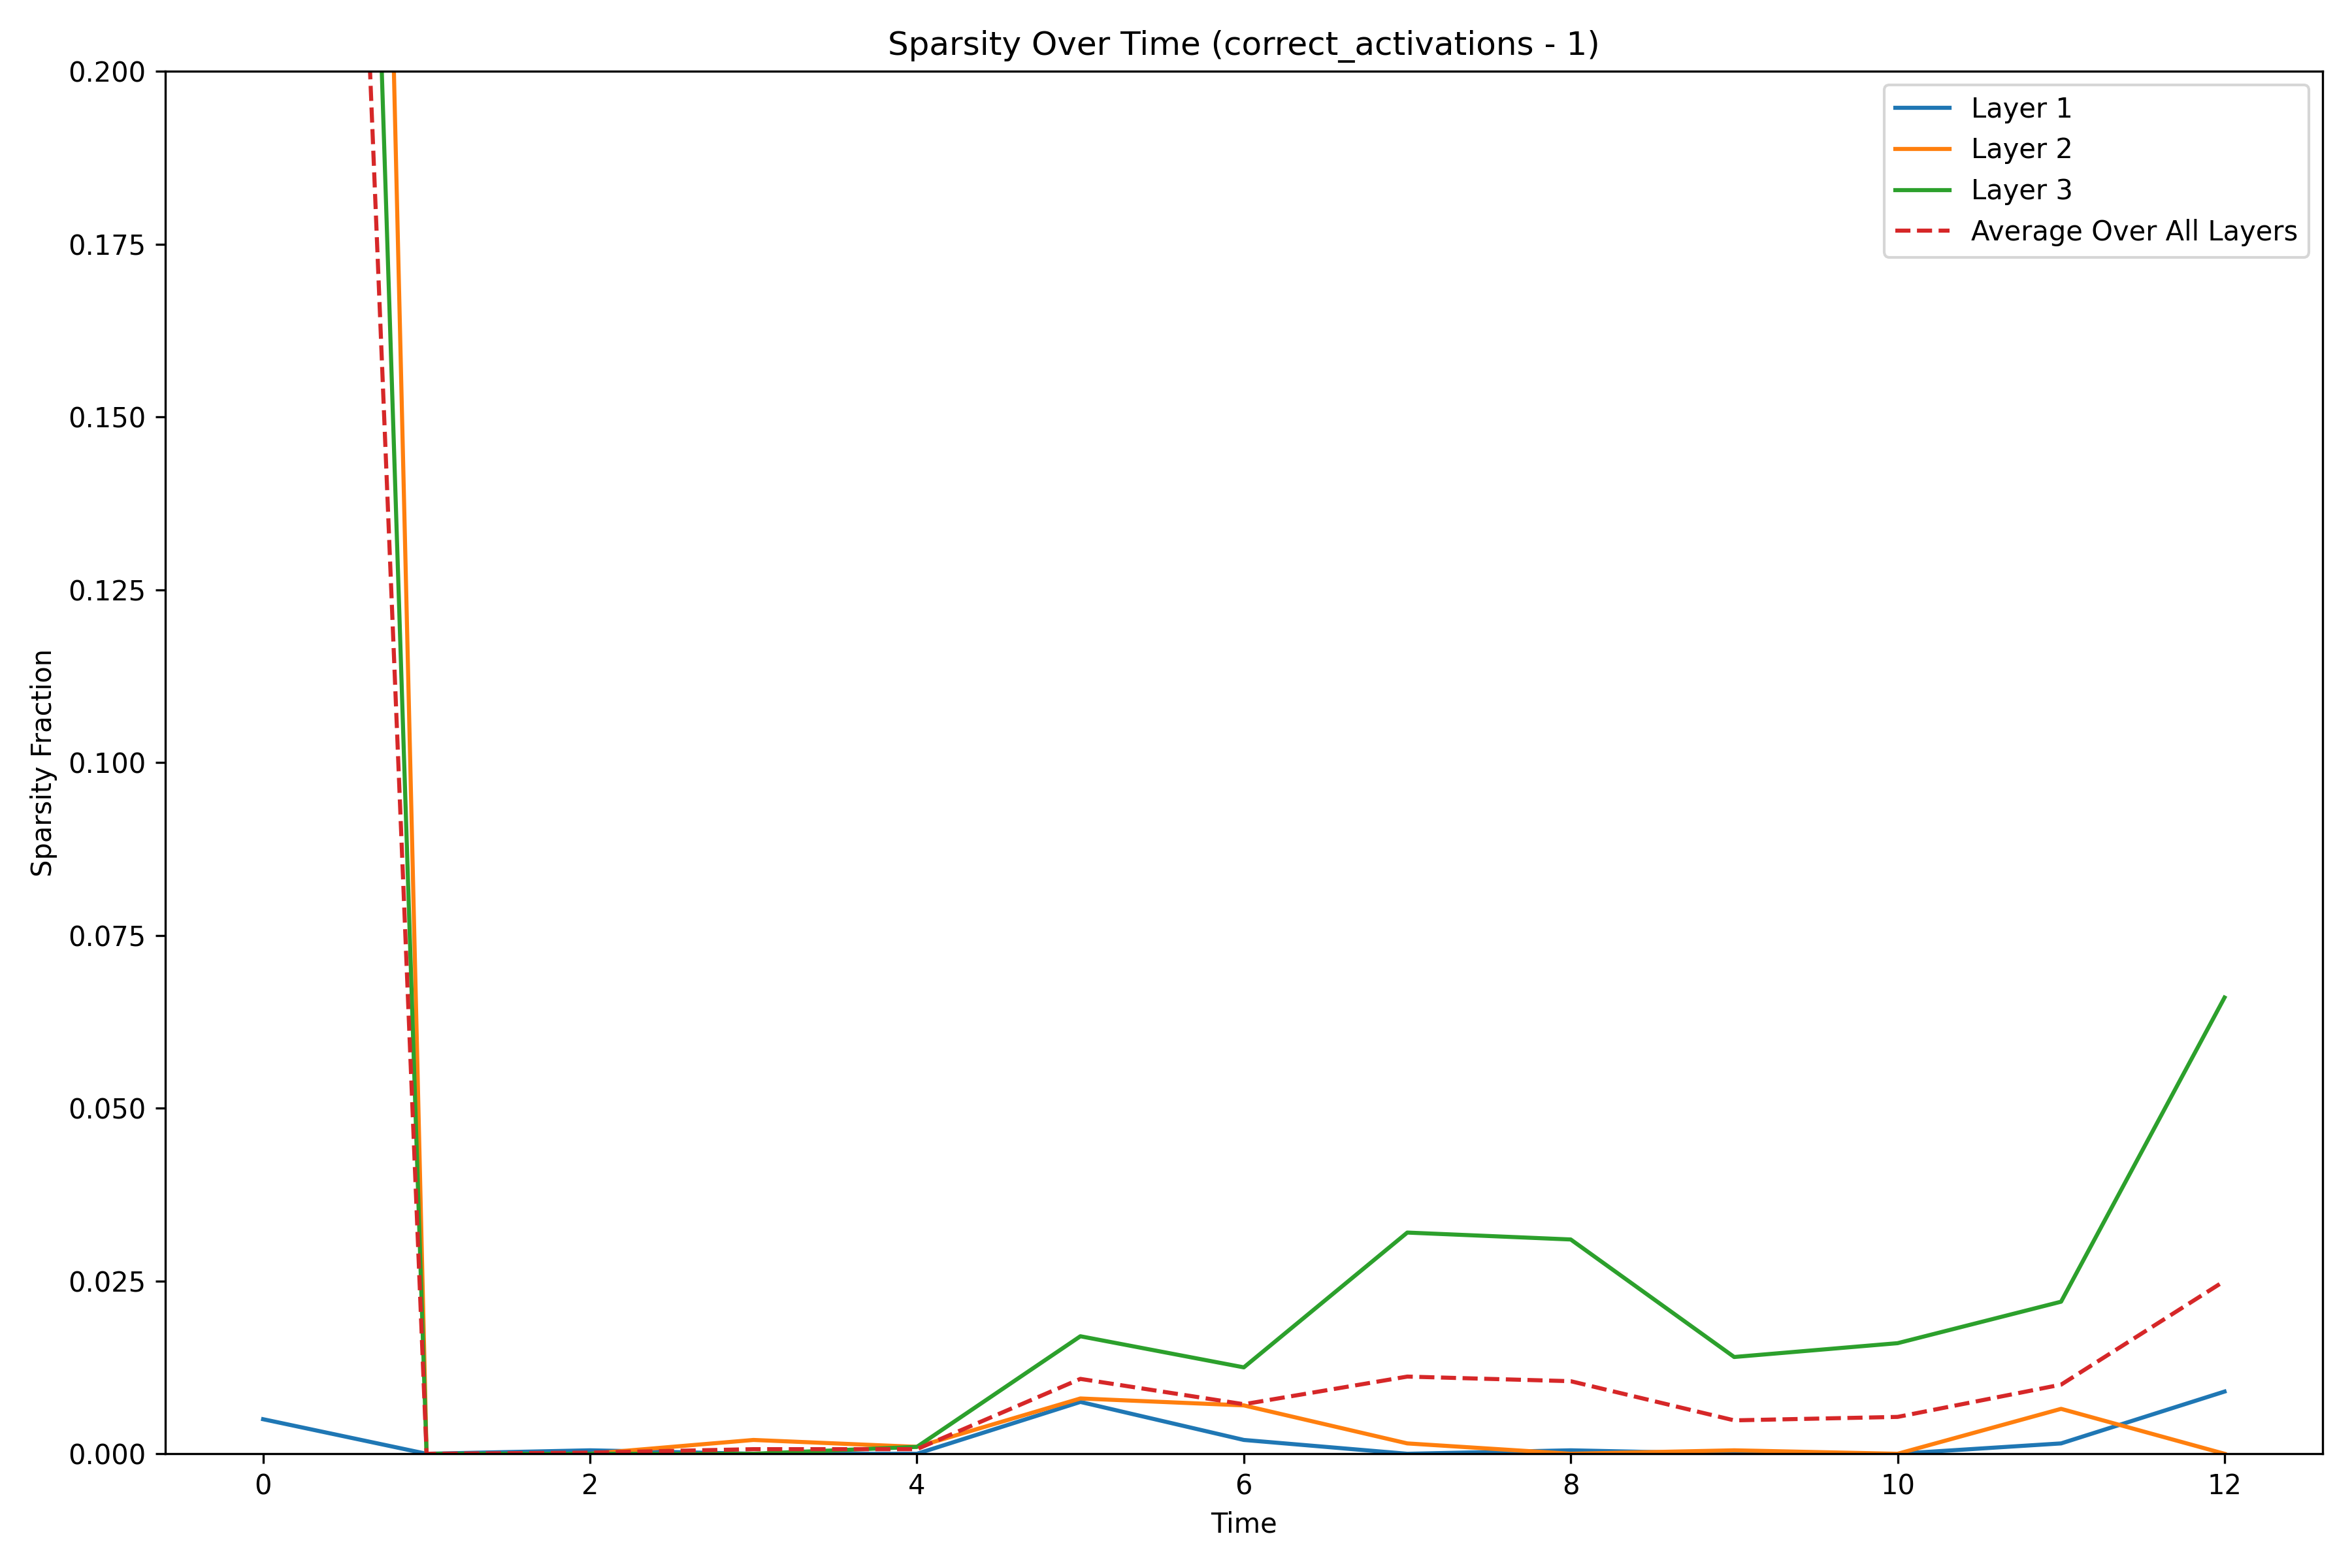 Sparsity Over Time (correct_activations - 1)
0.200
0.175
0.150
0.125
0.100
0.075
0.050
0.025
0.000
Sparsity Fraction
Layer 1
Layer 2
Layer 3
Average Over All Layers
0 2 4 6 8 10 12
Time